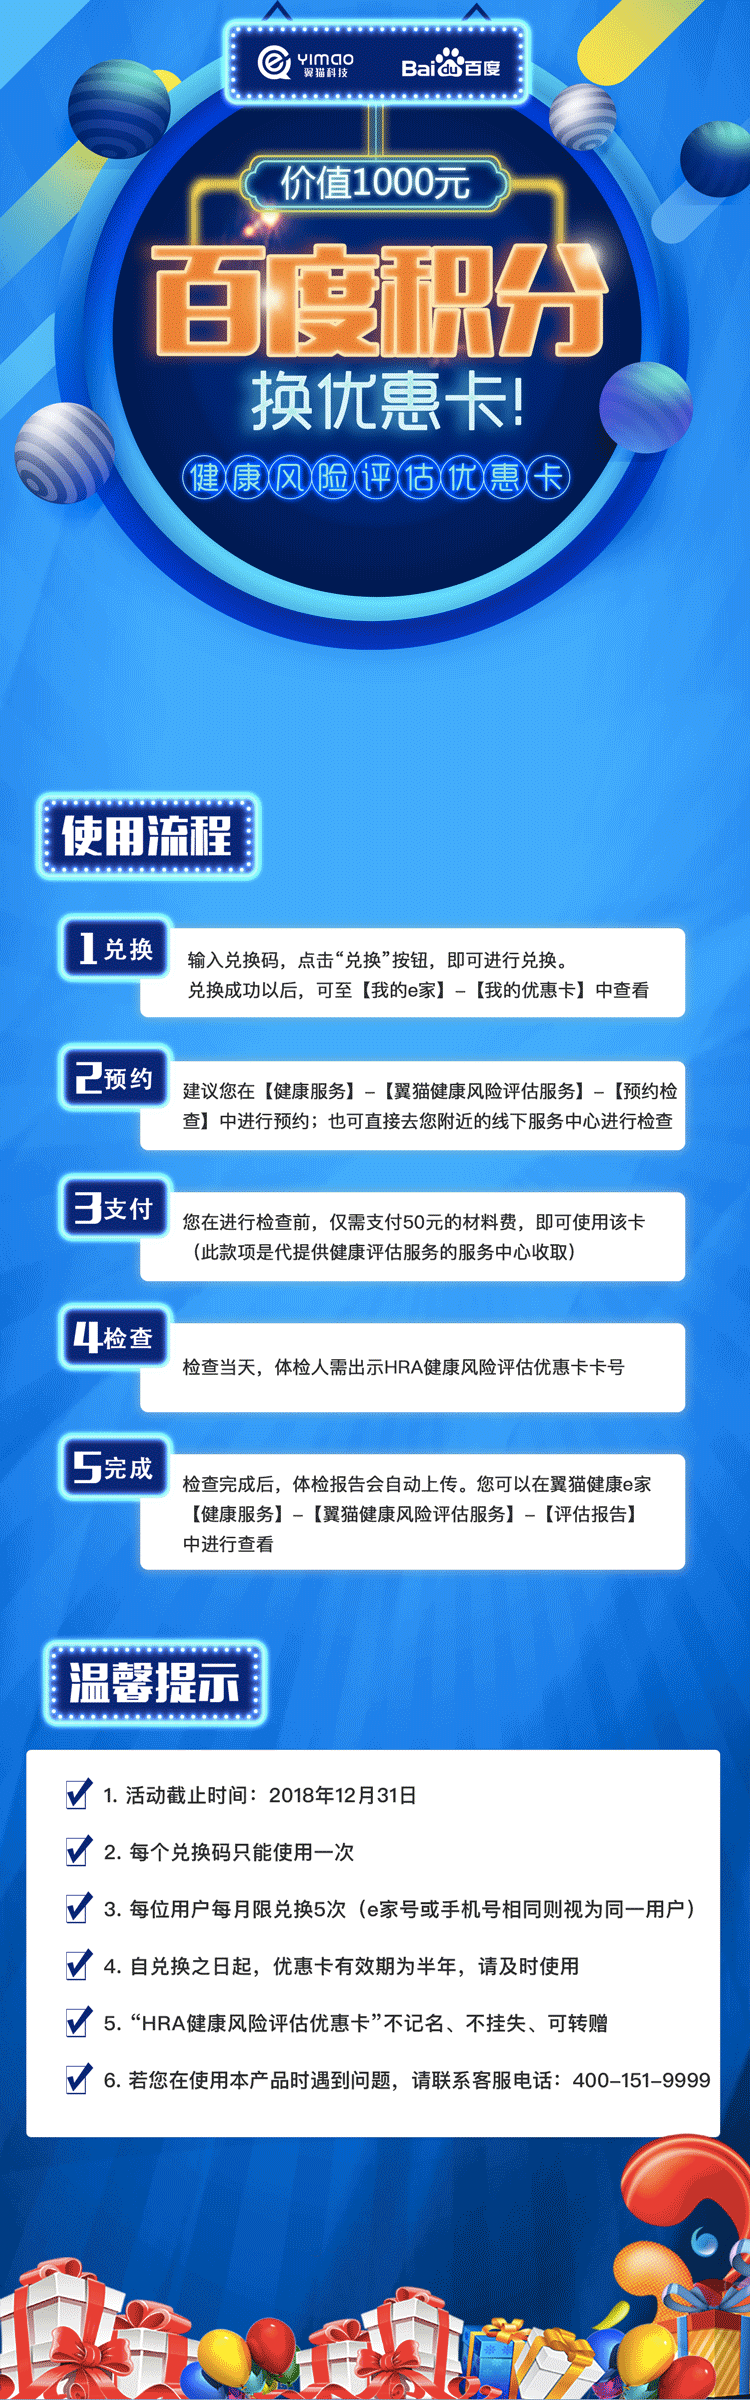 Yimao
翼猫科技
Bai du 百度
价值1000元
百度积分
换优惠卡!
健康风险评估优惠卡
使用流程
1兑换
输入兑换码，点击“兑换”按钮，即可进行兑换。
兑换成功以后，可至【我的e家】-【我的优惠卡】中查看
2预约
建议您在【健康服务】-【翼猫健康风险评估服务】-【预约检
查】中进行预约；也可直接去您附近的线下服务中心进行检查
3支付
您在进行检查前，仅需支付50元的材料费，即可使用该卡
（此款项是代提供健康评估服务的服务中心收取）
4检查
检查当天，体检人需出示HRA健康风险评估优惠卡卡号
5完成
检查完成后，体检报告会自动上传。您可以在翼猫健康e家
【健康服务】-【翼猫健康风险评估服务】-【评估报告】
中进行查看
温馨提示
1. 活动截止时间：2018年12月31日
2. 每个兑换码只能使用一次
3. 每位用户每月限兑换5次（e家号或手机号相同则视为同一用户）
4. 自兑换之日起，优惠卡有效期为半年，请及时使用
5. “HRA健康风险评估优惠卡”不记名、不挂失、可转赠
6. 若您在使用本产品时遇到问题，请联系客服电话：400-151-9999